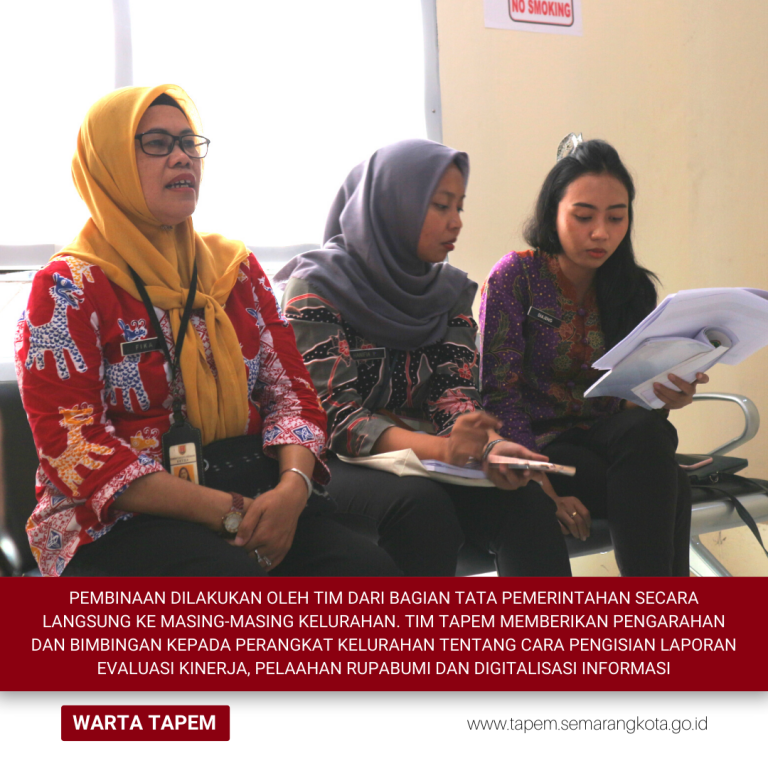 NO SMOKING
PEMBINAAN DILAKUKAN OLEH TIM DARI BAGIAN TATA PEMERINTAHAN SECARA
LANGSUNG KE MASING-MASING KELURAHAN. TIM TAPEM MEMBERIKAN PENGARAHAN
DAN BIMBINGAN KEPADA PERANGKAT KELURAHAN TENTANG CARA PENGISIAN LAPORAN
EVALUASI KINERJA, PELAAHAN RUPABUMI DAN DIGITALISASI INFORMASI
WARTA TAPEM
www.tapem.semarangkota.go.id